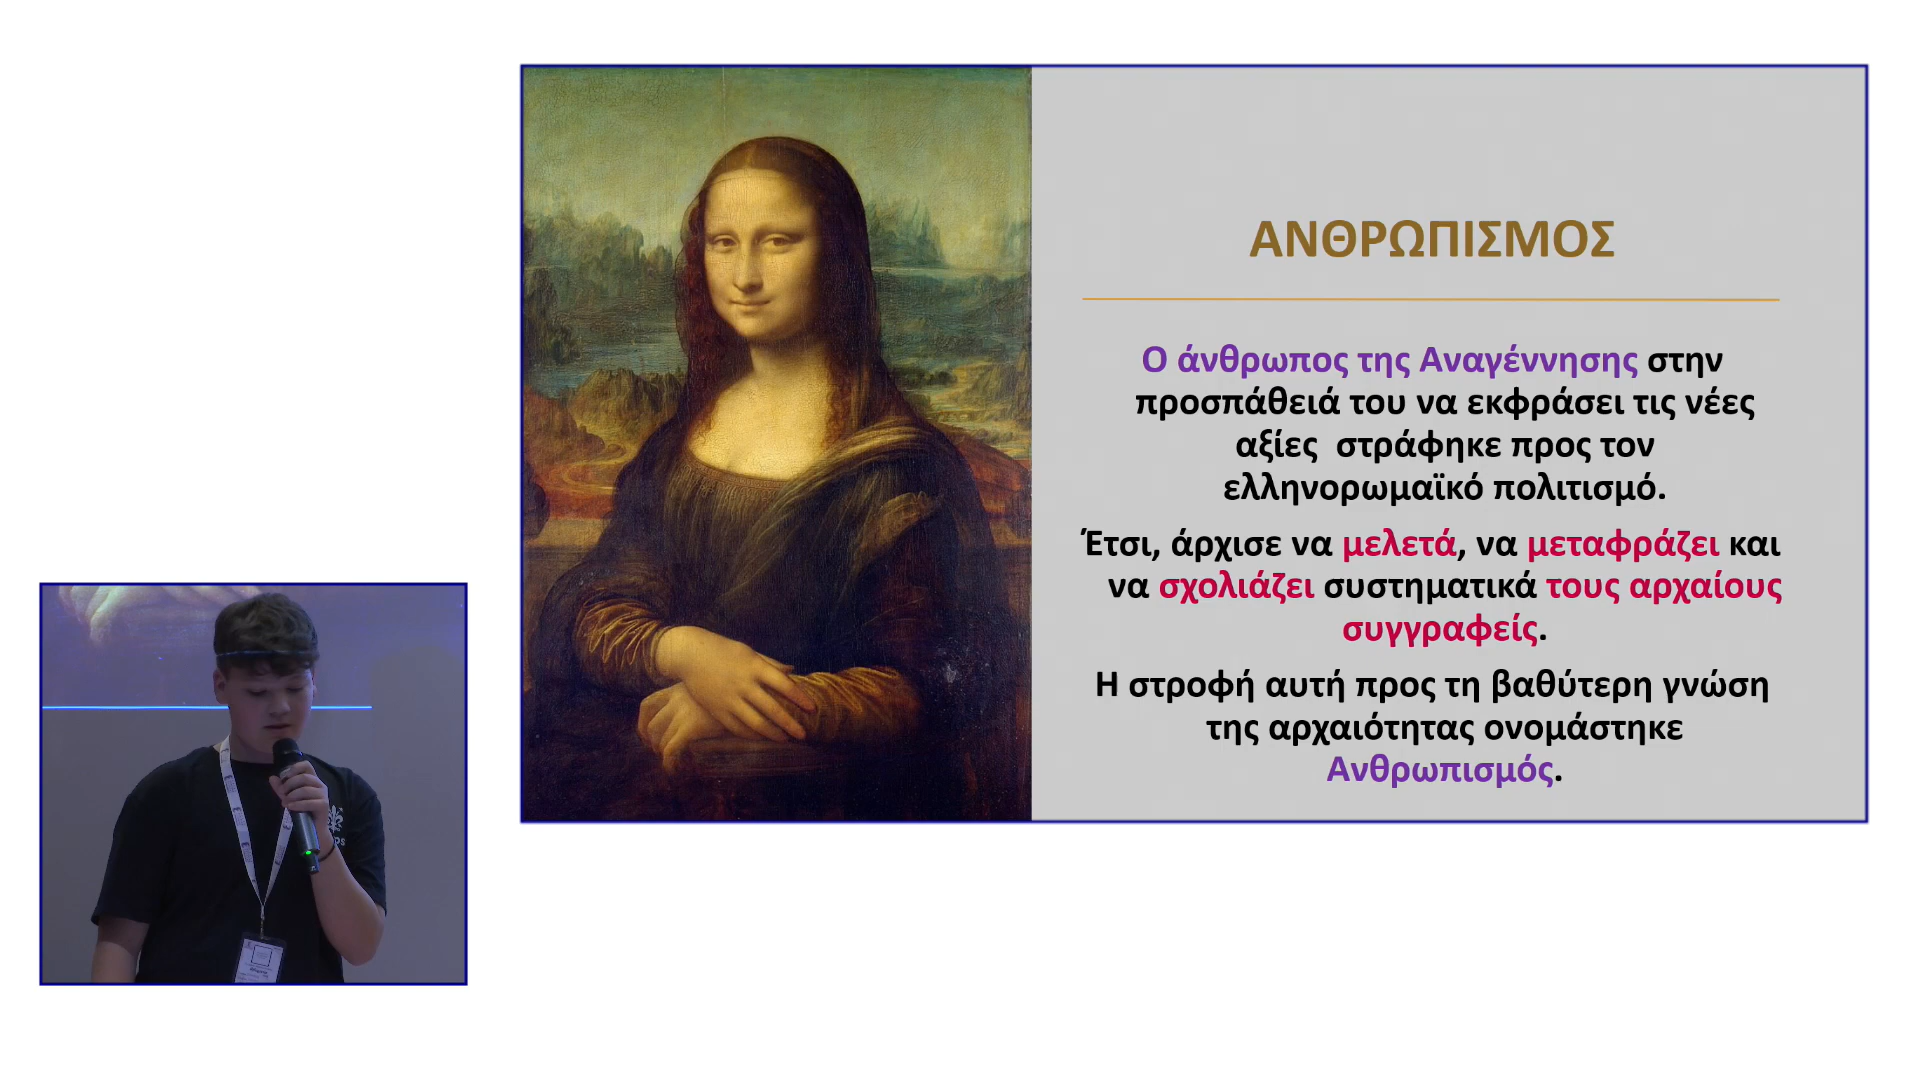 ΑΝΘΡΩΠΙΣΜΟΣ
Ο άνθρωπος της Αναγέννησης στην
προσπάθειά του να εκφράσει τις νέες
αξίες στράφηκε προς τον
ελληνορωμαϊκό πολιτισμό.
Έτσι, άρχισε να μελετά, να μεταφράζει και
να σχολιάζει συστηματικά τους αρχαίους
συγγραφείς.
Η στροφή αυτή προς τη βαθύτερη γνώση
της αρχαιότητας ονομάστηκε
Ανθρωπισμός.